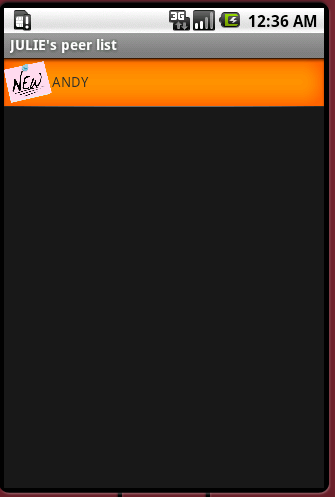 3G 12:36 AM
JULIE's peer list
NEW ANDY